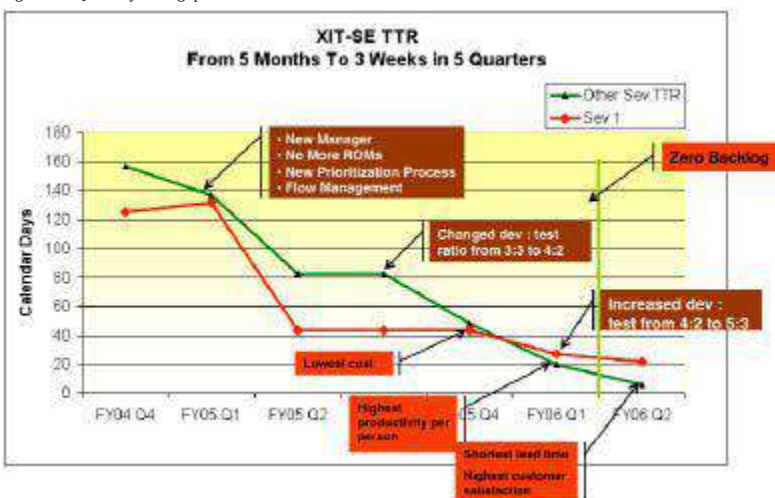 XIT-SE TTR
From 5 Months To 3 Weeks in 5 Quarters
Other Sev TTR
Sev 1
180
160
140
120
100
80
60
40
20
0
Calendar Days
• New Manager
• No More ROMs
• New Prioritization Process
• Flow Management
Zero Backlog
Changed dev : test
ratio from 3:3 to 4:2
Increased dev :
test from 4:2 to 5:3
Lowest cost
Highest
productivity per
person
Shortest lead time
Highest customer
satisfaction
FY04 Q4
FY05 Q1
FY05 Q2
05 Q4
FY06 Q1
FY06 Q2